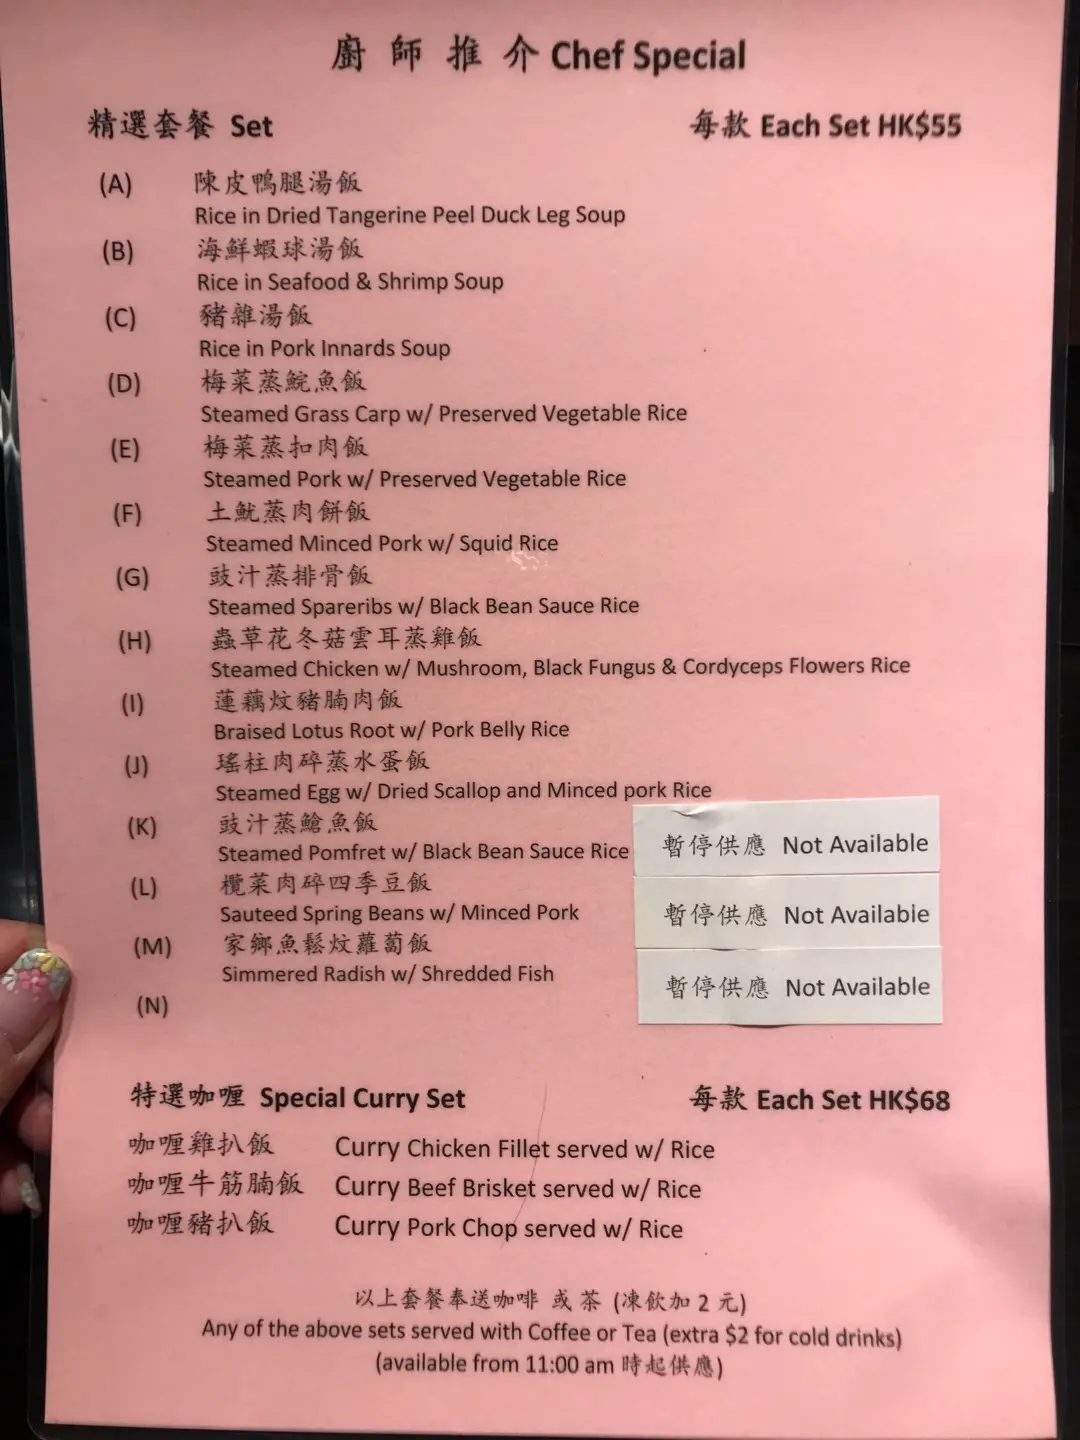 廚師推介 Chef Special
精選套餐 Set 每款 Each Set HK$55
(A) 陳皮鴨腿湯飯
Rice in Dried Tangerine Peel Duck Leg Soup
(B) 海鮮蝦球湯飯
Rice in Seafood & Shrimp Soup
(C) 豬雜湯飯
Rice in Pork Innards Soup
(D) 梅菜蒸鯇魚飯
Steamed Grass Carp w/ Preserved Vegetable Rice
(E) 梅菜蒸扣肉飯
Steamed Pork w/ Preserved Vegetable Rice
(F) 土魷蒸肉餅飯
Steamed Minced Pork w/ Squid Rice
(G) 豉汁蒸排骨飯
Steamed Spareribs w/ Black Bean Sauce Rice
(H) 蟲草花冬菇雲耳蒸雞飯
Steamed Chicken w/ Mushroom, Black Fungus & Cordyceps Flowers Rice
(I) 蓮藕炆豬腩肉飯
Braised Lotus Root w/ Pork Belly Rice
(J) 瑤柱肉碎蒸水蛋飯
Steamed Egg w/ Dried Scallop and Minced pork Rice
(K) 豉汁蒸鯧魚飯
Steamed Pomfret w/ Black Bean Sauce Rice 暫停供應 Not Available
(L) 欖菜肉碎四季豆飯
Sauteed Spring Beans w/ Minced Pork 暫停供應 Not Available
(M) 家鄉魚鬆炆蘿蔔飯
Simmered Radish w/ Shredded Fish 暫停供應 Not Available
(N)
特選咖喱 Special Curry Set 每款 Each Set HK$68
咖喱雞扒飯 Curry Chicken Fillet served w/ Rice
咖喱牛筋腩飯 Curry Beef Brisket served w/ Rice
咖喱豬扒飯 Curry Pork Chop served w/ Rice
以上套餐奉送咖啡 或 茶 (凍飲加 2 元)
Any of the above sets served with Coffee or Tea (extra $2 for cold drinks)
(available from 11:00 am 時起供應)